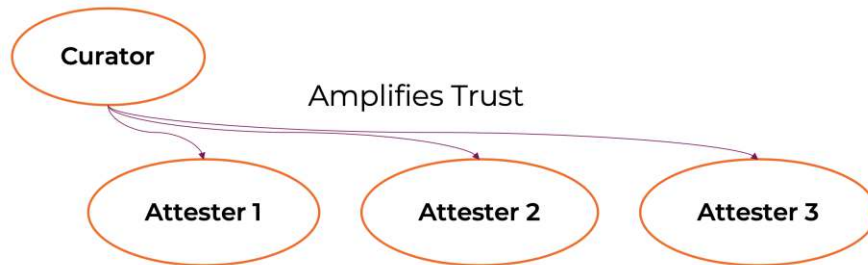 Curator
Amplifies Trust
Attester 1
Attester 2
Attester 3